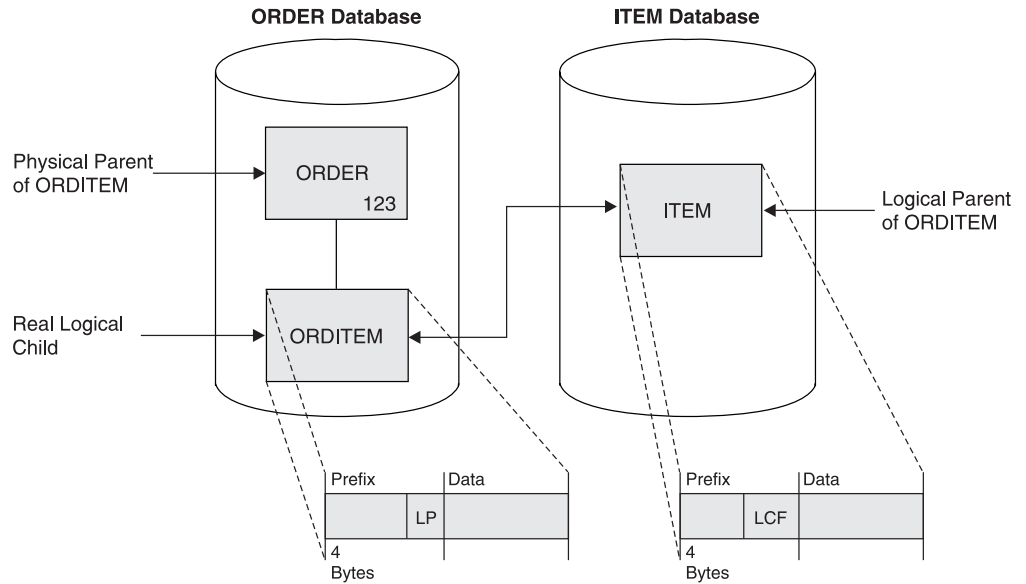 ORDER Database
ITEM Database
Physical Parent
of ORDITEM
ORDER
123
ITEM
Logical Parent
of ORDITEM
Real Logical
Child
ORDITEM
Prefix
Data
LP
4
Bytes
Prefix
Data
LCF
4
Bytes